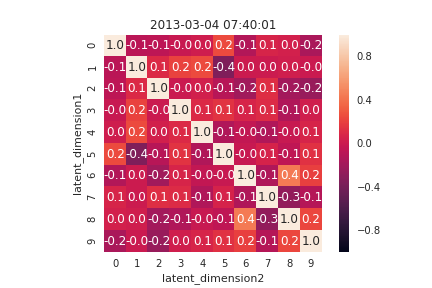 2013-03-04 07:40:01
0 1.0 -0.1 -0.1 -0.0 0.0 0.2 -0.1 0.1 0.0 -0.2
1 -0.1 1.0 0.1 0.2 0.2 -0.4 0.0 0.0 0.0 -0.0
2 -0.1 0.1 1.0 -0.0 0.0 -0.1 -0.2 0.1 -0.2 -0.2
3 -0.0 0.2 -0.0 1.0 0.1 0.1 0.1 0.1 -0.1 0.0
4 0.0 0.2 0.0 0.1 1.0 -0.1 -0.0 -0.1 -0.0 0.1
5 0.2 -0.4 -0.1 0.1 -0.1 1.0 -0.0 0.1 -0.1 0.1
6 -0.1 0.0 -0.2 0.1 -0.0 -0.0 1.0 -0.1 0.4 0.2
7 0.1 0.0 0.1 0.1 -0.1 0.1 -0.1 1.0 -0.3 -0.1
8 0.0 0.0 -0.2 -0.1 -0.0 -0.1 0.4 -0.3 1.0 0.2
9 -0.2 -0.0 -0.2 0.0 0.1 0.1 0.2 -0.1 0.2 1.0
0 1 2 3 4 5 6 7 8 9
latent_dimension2
latent_dimension1
0.8
0.4
0.0
-0.4
-0.8